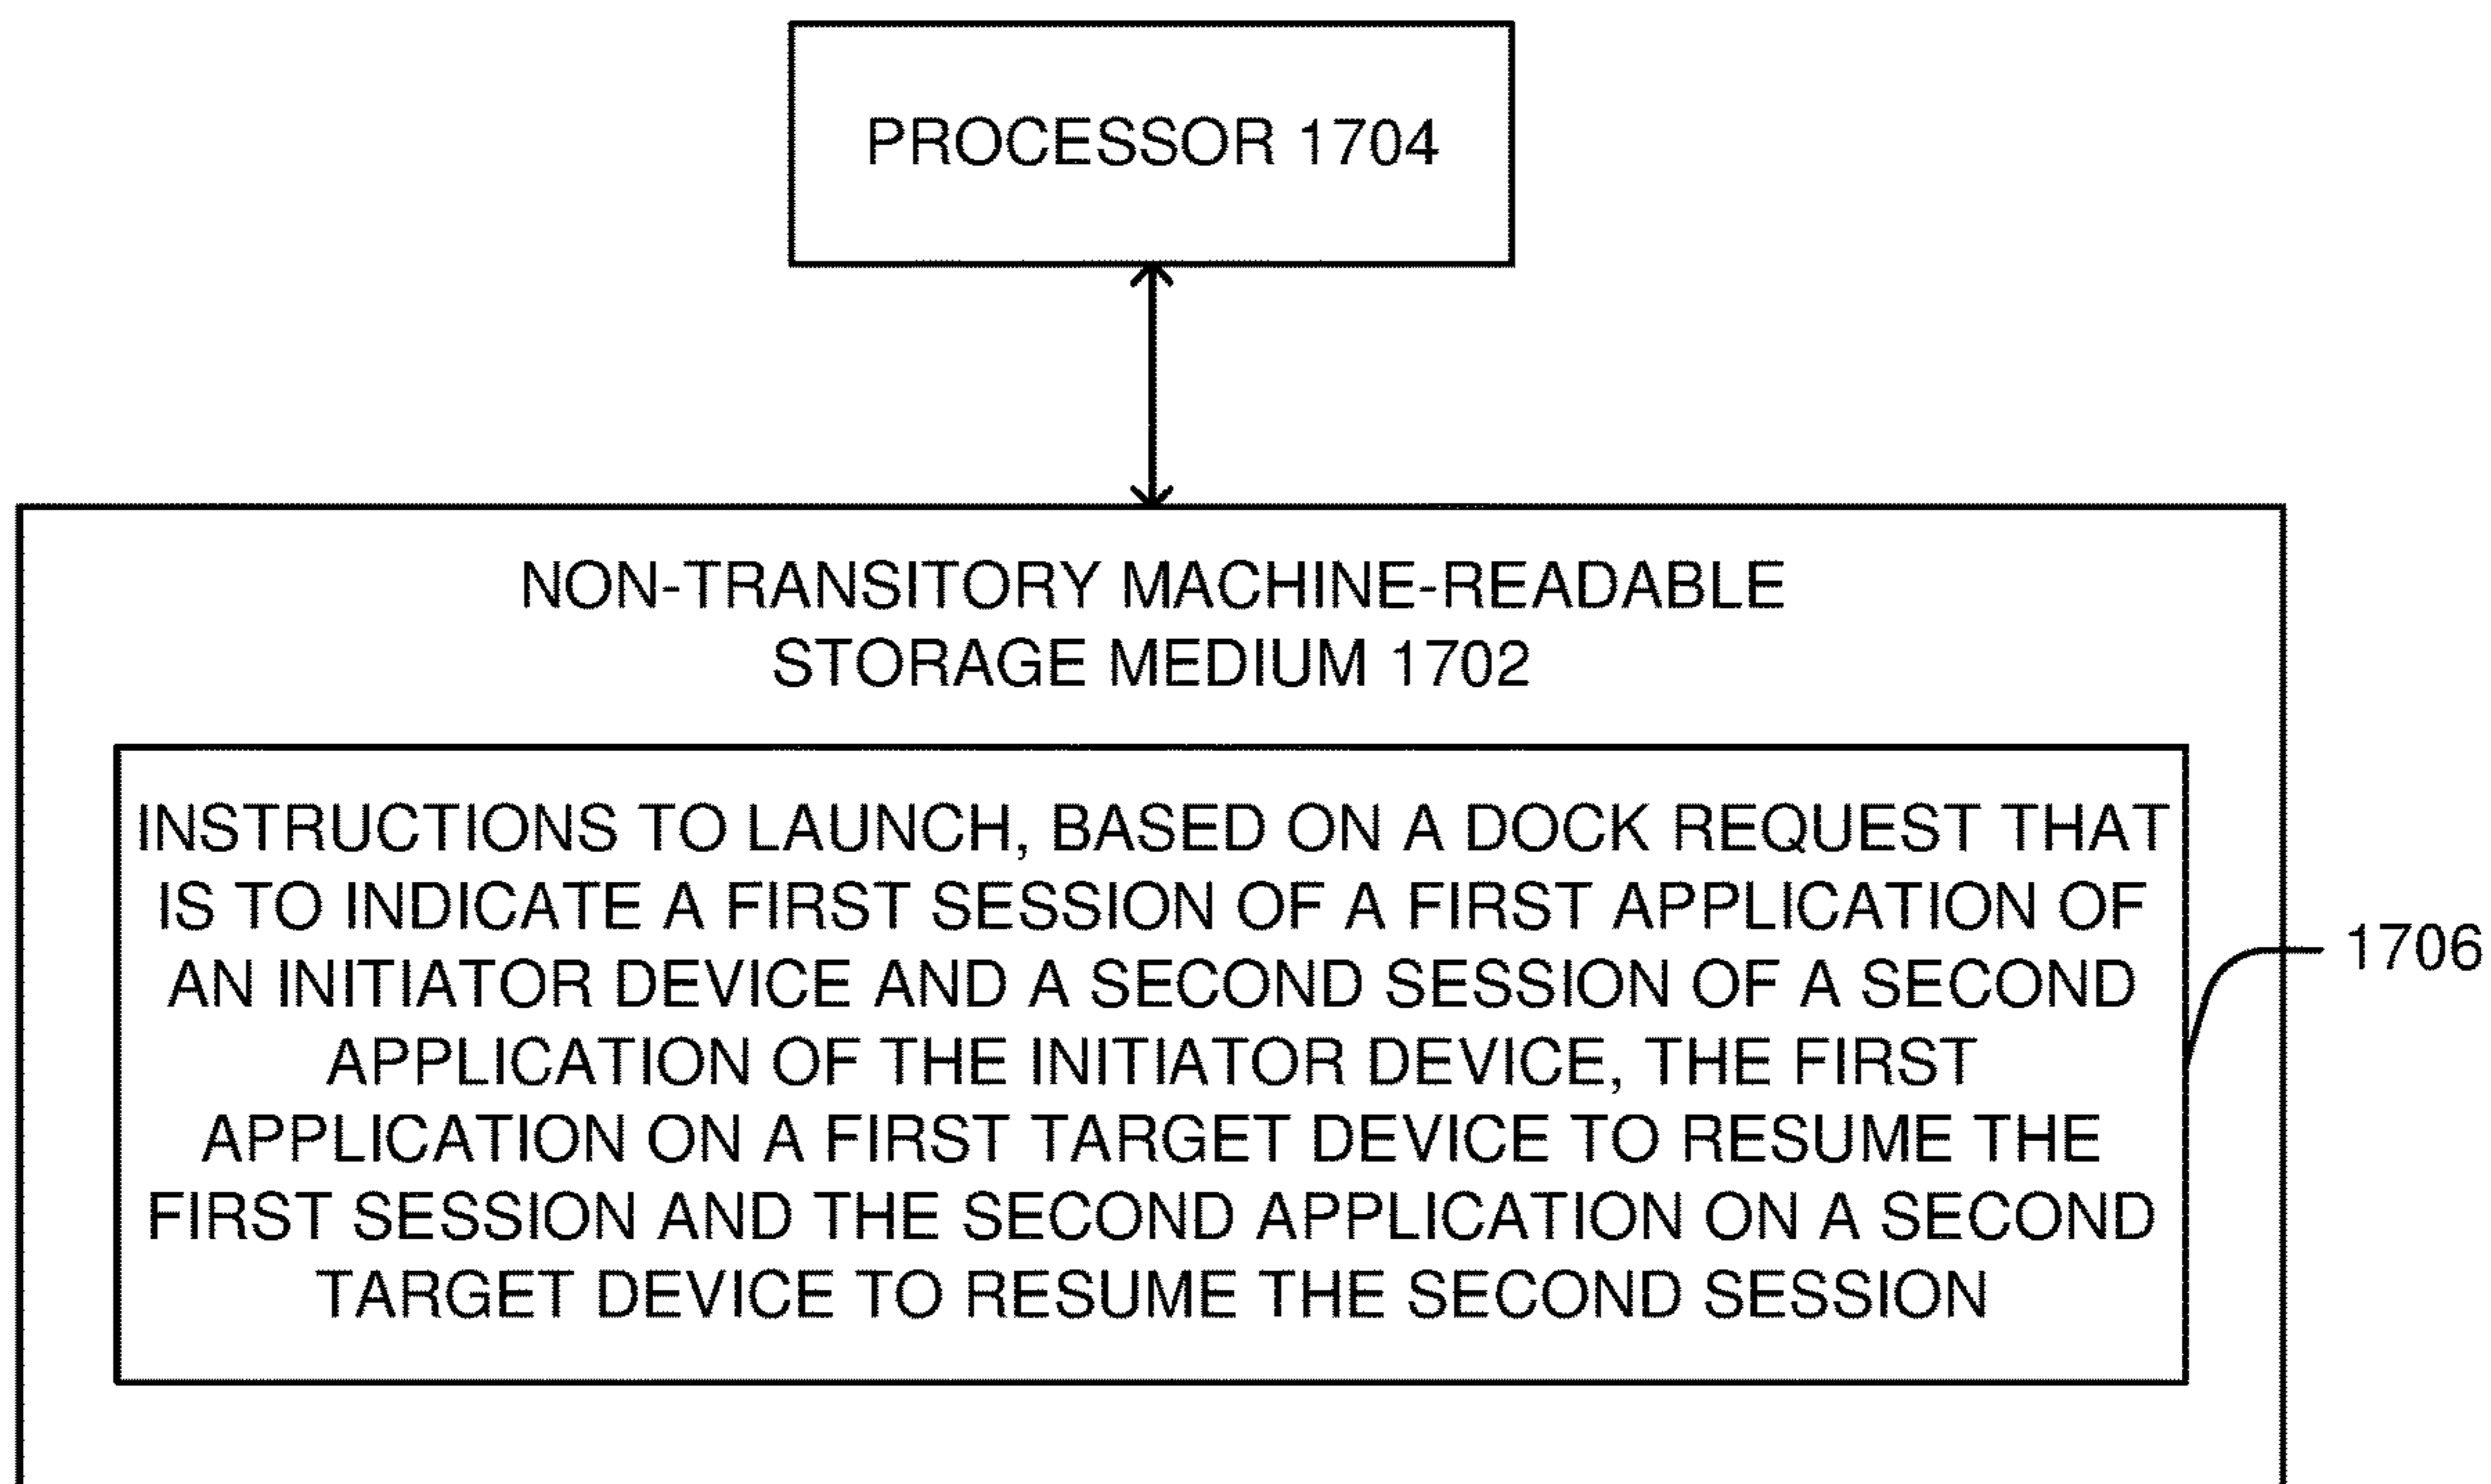 PROCESSOR 1704
NON-TRANSITORY MACHINE-READABLE
STORAGE MEDIUM 1702
INSTRUCTIONS TO LAUNCH, BASED ON A DOCK REQUEST THAT
IS TO INDICATE A FIRST SESSION OF A FIRST APPLICATION OF
AN INITIATOR DEVICE AND A SECOND SESSION OF A SECOND
APPLICATION OF THE INITIATOR DEVICE, THE FIRST
APPLICATION ON A FIRST TARGET DEVICE TO RESUME THE
FIRST SESSION AND THE SECOND APPLICATION ON A SECOND
TARGET DEVICE TO RESUME THE SECOND SESSION
1706